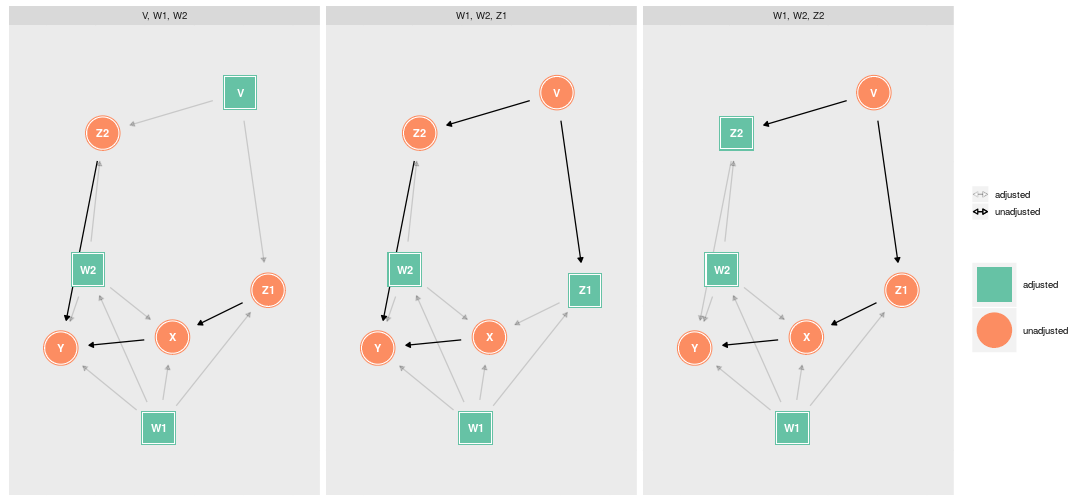 V, W1, W2
W1, W2, Z1
W1, W2, Z2
V
Z2
W2
Z1
X
Y
W1
V
Z2
W2
Z1
X
Y
W1
V
Z2
W2
Z1
X
Y
W1
adjusted
unadjusted
adjusted
unadjusted